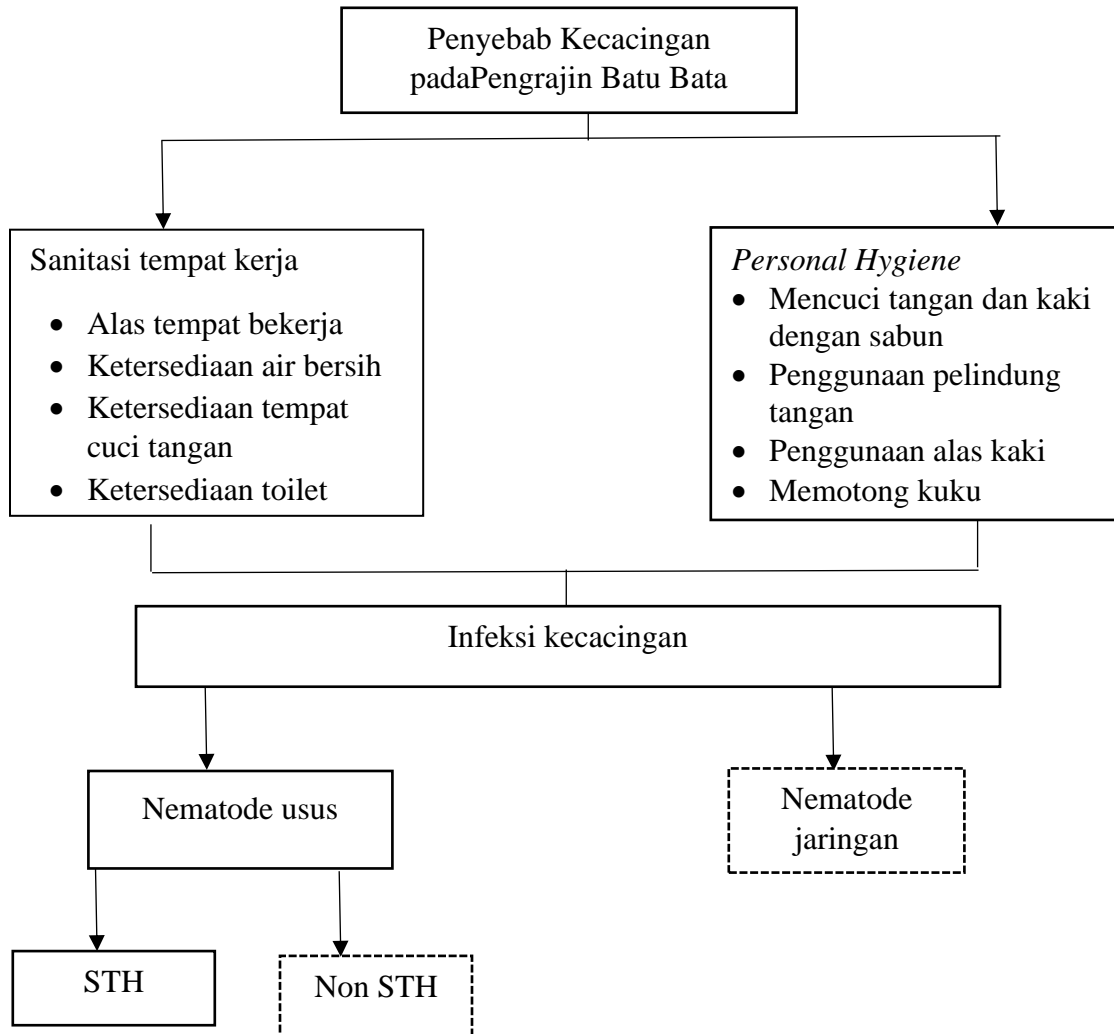 Penyebab Kecacingan
padaPengrajin Batu Bata
Sanitasi tempat kerja
• Alas tempat bekerja
• Ketersediaan air bersih
• Ketersediaan tempat
cuci tangan
• Ketersediaan toilet
Personal Hygiene
• Mencuci tangan dan kaki
dengan sabun
• Penggunaan pelindung
tangan
• Penggunaan alas kaki
• Memotong kuku
Infeksi kecacingan
Nematode usus
Nematode
jaringan
STH
Non STH